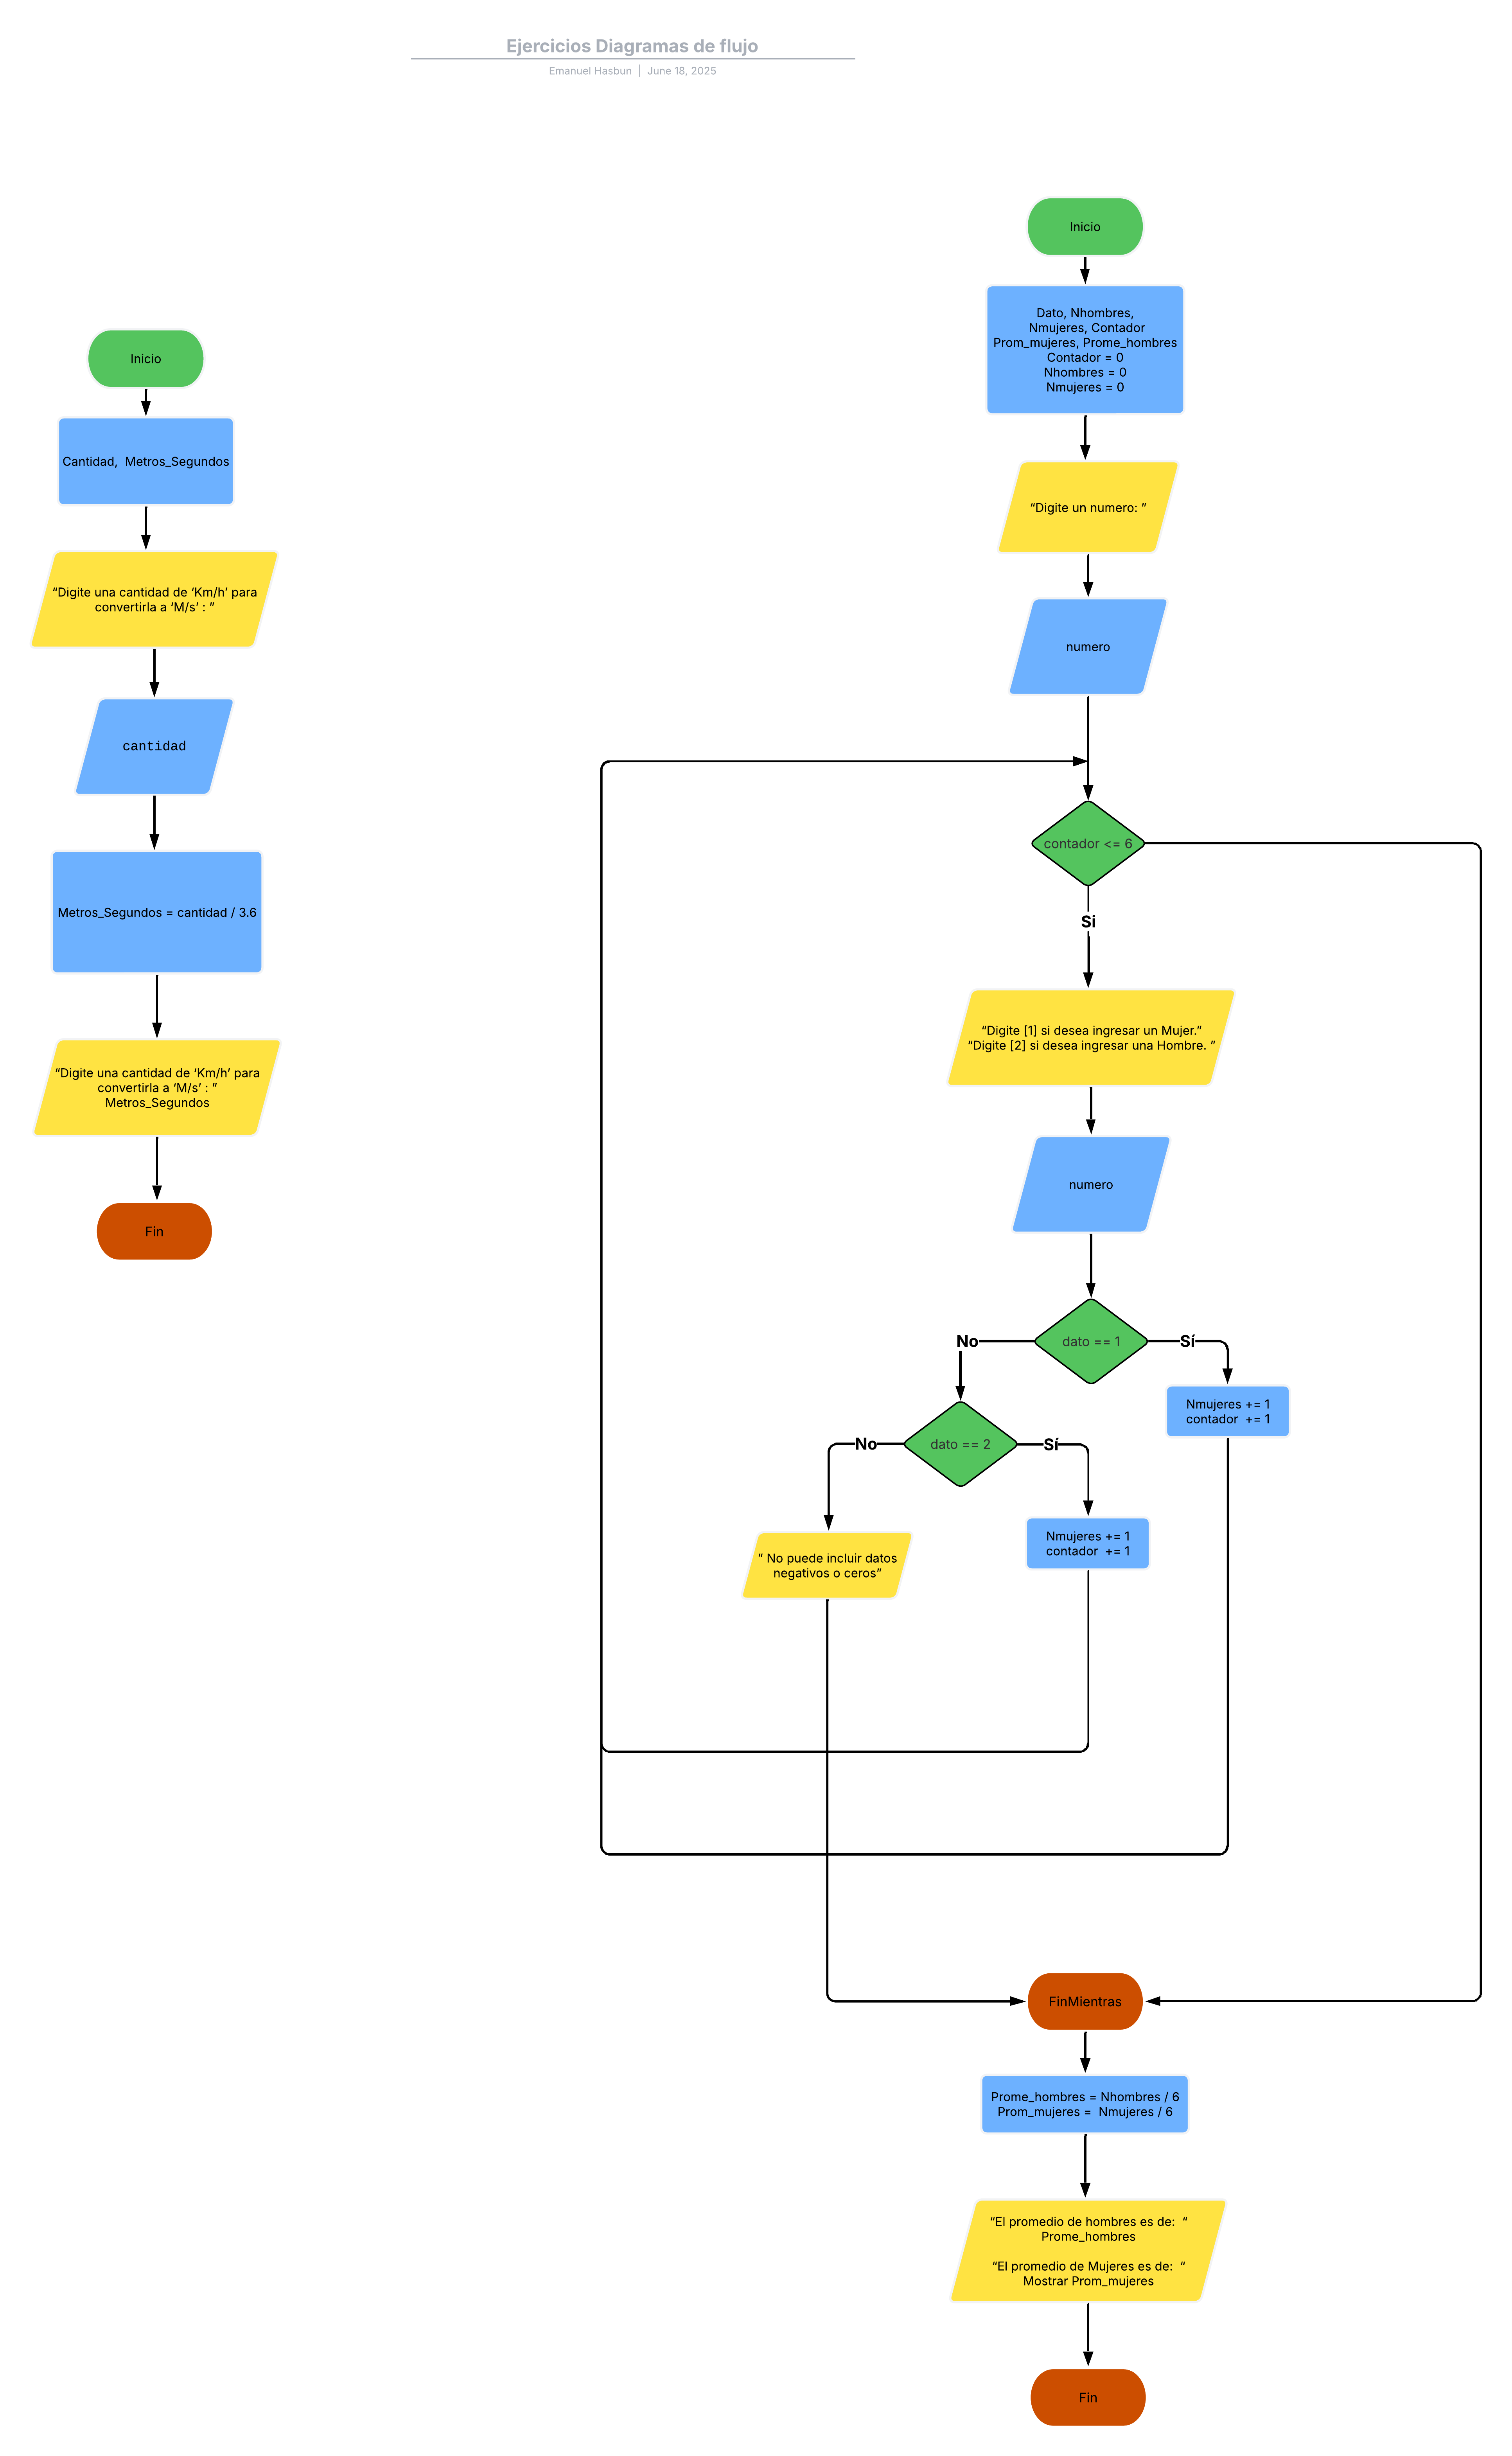 Ejercicios Diagramas de flujo
Emanuel Hasbun | June 18, 2025
Inicio
Cantidad, Metros_Segundos
“Digite una cantidad de ‘Km/h’ para
convertirla a ‘M/s’ : ”
cantidad
Metros_Segundos = cantidad / 3.6
“Digite una cantidad de ‘Km/h’ para
convertirla a ‘M/s’ : ”
Metros_Segundos
Fin
Inicio
Dato, Nhombres,
Nmujeres, Contador
Prom_mujeres, Prome_hombres
Contador = 0
Nhombres = 0
Nmujeres = 0
“Digite un numero: ”
numero
contador <= 6
Si
“Digite [1] si desea ingresar un Mujer.“
“Digite [2] si desea ingresar una Hombre. ”
numero
dato == 1
No
Sí
Nmujeres += 1
contador += 1
dato == 2
No
Sí
Nmujeres += 1
contador += 1
” No puede incluir datos
negativos o ceros”
FinMientras
Prome_hombres = Nhombres / 6
Prom_mujeres = Nmujeres / 6
“El promedio de hombres es de: “
Prome_hombres
“El promedio de Mujeres es de: “
Mostrar Prom_mujeres
Fin